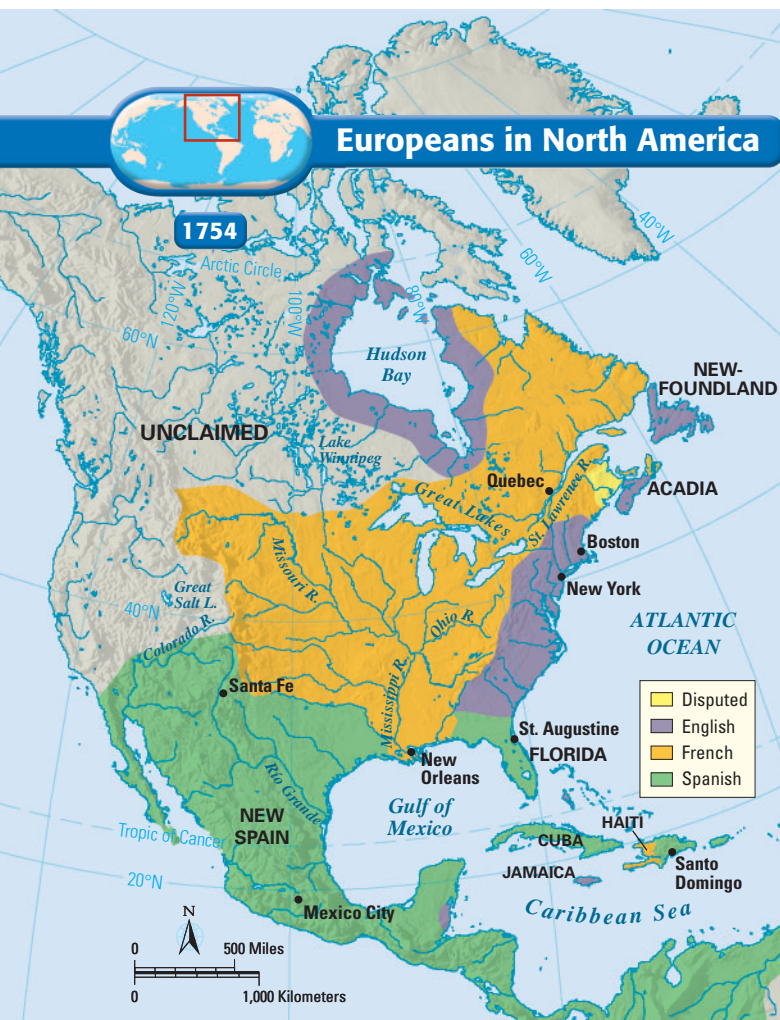 Europeans in North America
1754
Arctic Circle
40°W
60°W
80°W
100°W
120°W
60°N
Hudson
Bay
NEW-
FOUNDLAND
UNCLAIMED
Lake
Winnipeg
Quebec
Great Lakes
St. Lawrence R.
ACADIA
Boston
New York
Missouri R.
Great
Salt L.
40°N
Colorado R.
Ohio R.
ATLANTIC
OCEAN
Santa Fe
Mississippi R.
Disputed
English
French
Spanish
St. Augustine
FLORIDA
New
Orleans
Río Grande
Gulf of
Mexico
NEW
SPAIN
Tropic of Cancer
HAITI
CUBA
JAMAICA
Santo
Domingo
20°N
Mexico City
Caribbean Sea
N
0 500 Miles
0 1,000 Kilometers